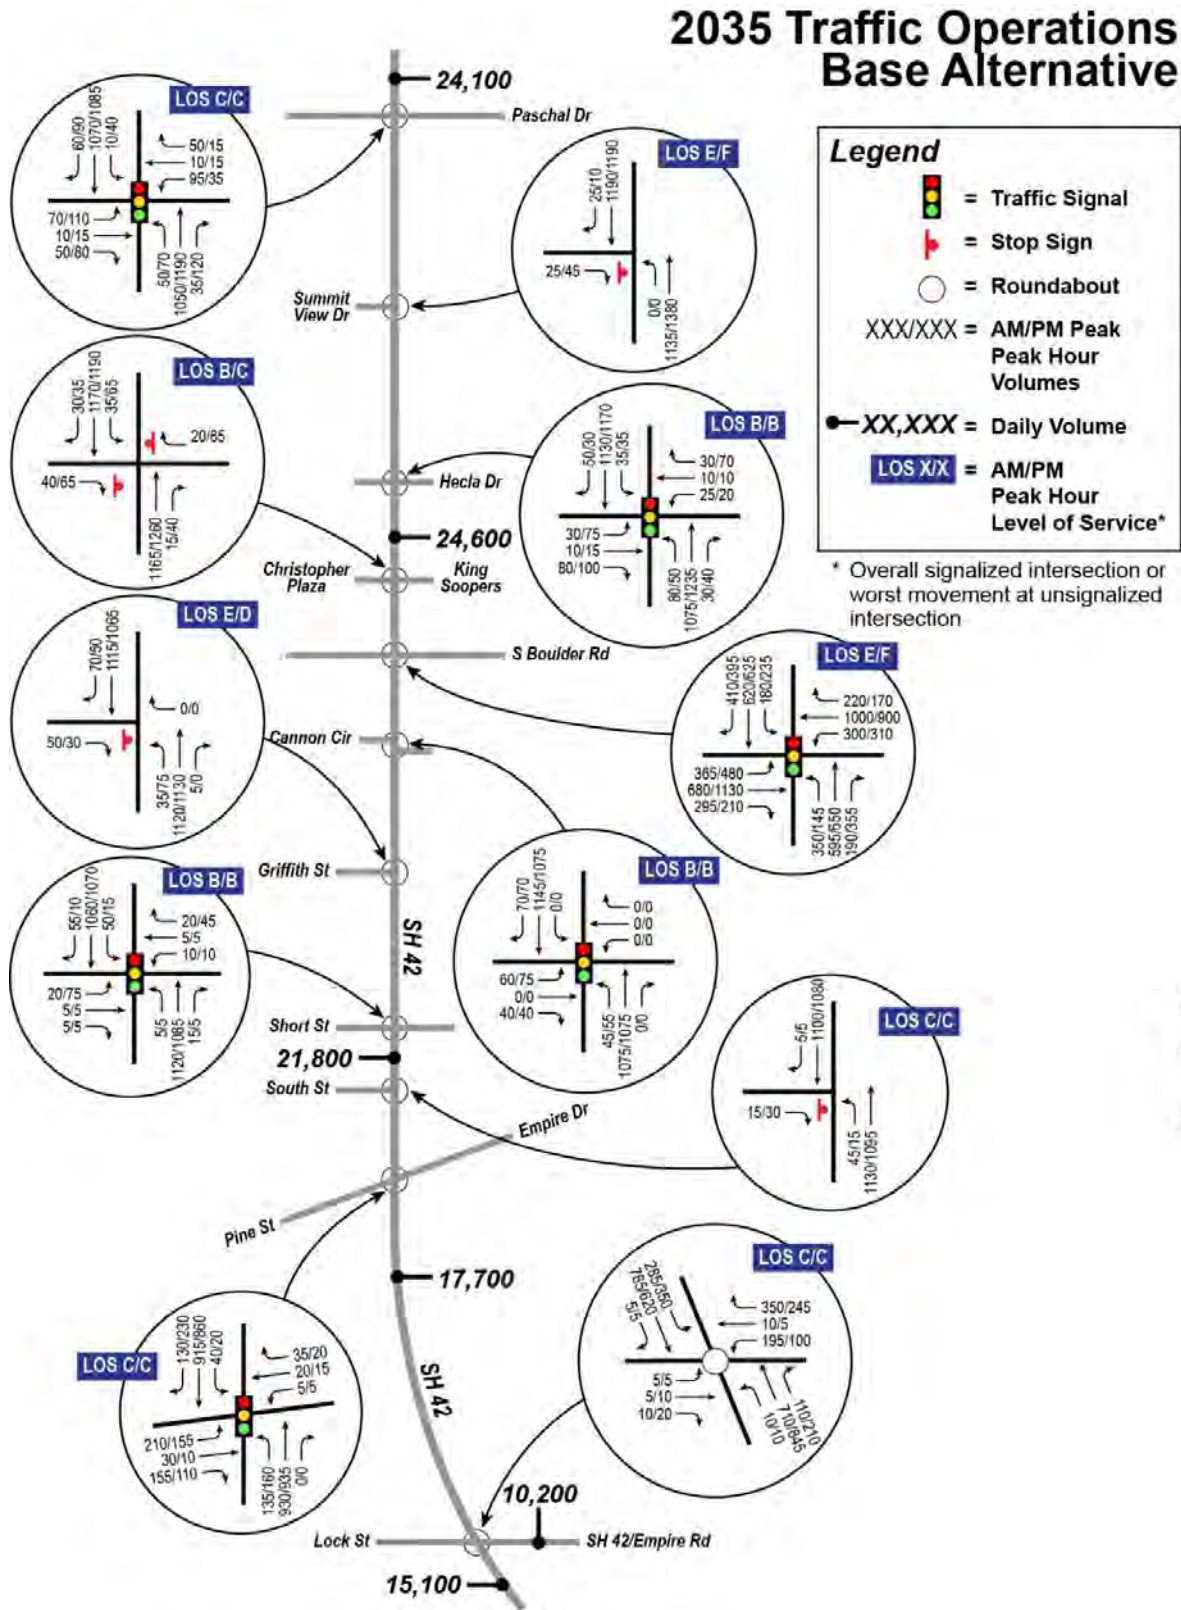 2035 Traffic Operations
Base Alternative
Legend
= Traffic Signal
= Stop Sign
= Roundabout
XXX/XXX = AM/PM Peak
Peak Hour
Volumes
XX,XXX = Daily Volume
LOS X/X = AM/PM
Peak Hour
Level of Service*
* Overall signalized intersection or
worst movement at unsignalized
intersection
24,100
Paschal Dr
LOS C/C
60/90
1070/1085
10/40
50/15
10/15
95/35
70/110
10/15
50/80
50/70
1050/1190
35/120
LOS E/F
25/10
1190/1190
25/45
0/0
1135/1380
Summit
View Dr
LOS B/C
30/35
1170/1190
35/65
20/65
40/65
1165/1260
15/40
LOS B/B
50/30
1130/1170
35/35
30/70
10/10
25/20
30/75
10/15
80/100
80/50
1075/1235
30/40
Hecla Dr
24,600
Christopher
Plaza
King
Soopers
LOS E/D
70/50
1115/1065
0/0
50/30
35/75
1120/1130
5/0
S Boulder Rd
LOS E/F
410/395
620/625
180/235
220/170
1000/900
300/310
365/480
680/1130
295/210
350/145
595/650
190/355
Cannon Cir
Griffith St
LOS B/B
55/10
1060/1070
50/15
20/45
5/5
10/10
20/75
5/5
5/5
5/5
1120/1085
15/5
LOS B/B
70/70
1145/1075
0/0
0/0
0/0
0/0
60/75
0/0
40/40
45/55
1075/1075
0/0
SH 42
Short St
21,800
South St
LOS C/C
5/5
1100/1080
15/30
45/15
1130/1095
Empire Dr
Pine St
17,700
LOS C/C
130/230
915/860
40/20
35/20
20/15
5/5
210/155
30/10
155/110
135/160
930/935
0/0
LOS C/C
285/350
765/620
5/5
350/245
10/5
195/100
5/5
5/10
10/20
10/10
710/845
110/210
SH 42
10,200
Lock St
SH 42/Empire Rd
15,100